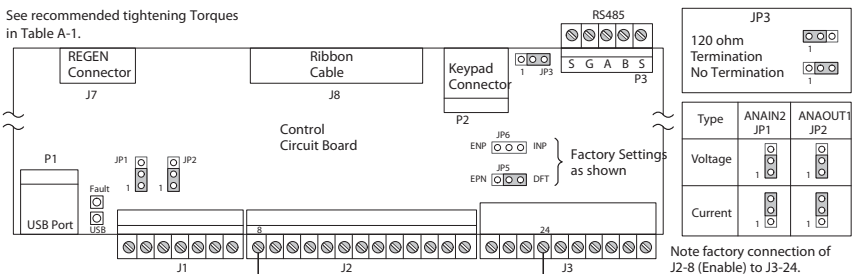 See recommended tightening Torques
in Table A-1.
REGEN
Connector
J7
Ribbon
Cable
J8
Keypad
Connector
P2
1 JP3
RS485
S G A B S
P3
JP3
120 ohm
Termination
1
No Termination
1
Control
Circuit Board
JP6
ENP INP
JP5
EPN DFT
Factory Settings
as shown
P1
USB Port
Fault
USB
JP1
1
JP2
1
8
24
J1
J2
J3
Type ANAIN2 JP1 ANAOUT1 JP2
Voltage 1 1
Current 1 1
Note factory connection of
J2-8 (Enable) to J3-24.